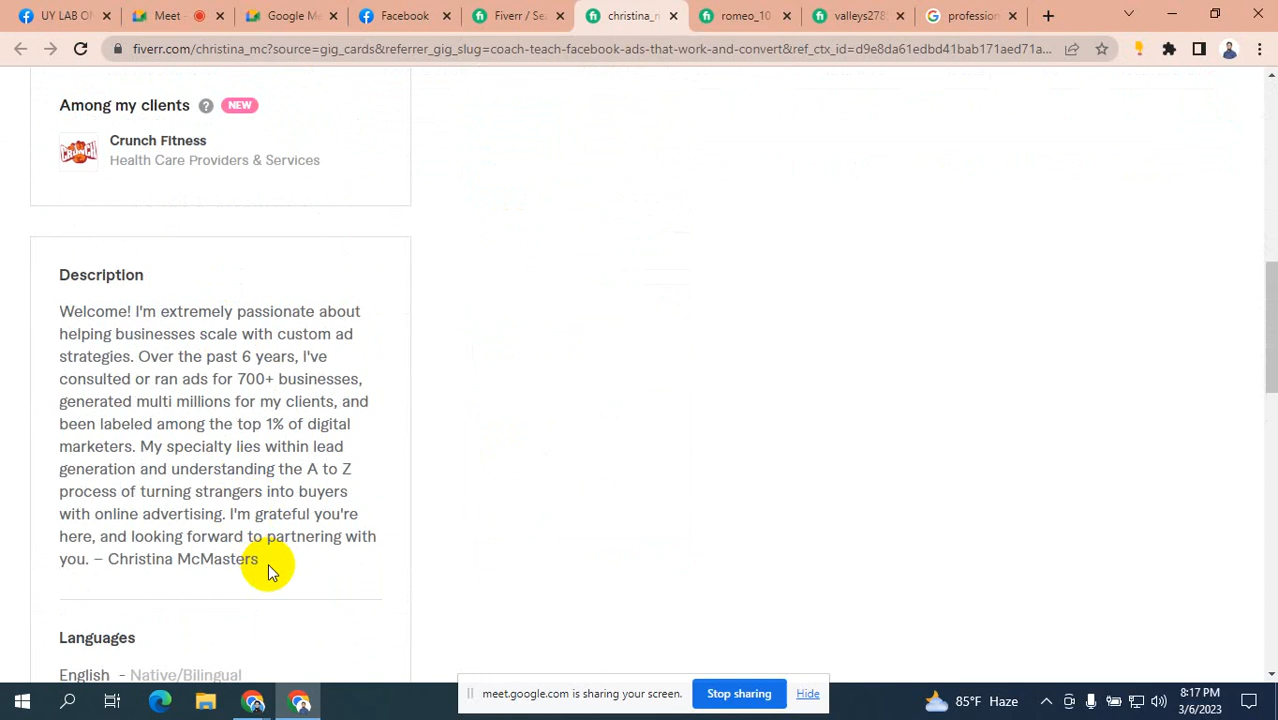 UY LAB ON
Meet -
Google Me
Facebook
Fiverr / Sea
christina_m
romeo_10
valleys278
profession
fiverr.com/christina_mc?source=gig_cards&referrer_gig_slug=coach-teach-facebook-ads-that-work-and-convert&ref_ctx_id=d9e8da61edbd41bab171aed71a...
Among my clients ? NEW
CRUNCH
Crunch Fitness
Health Care Providers & Services
Description
Welcome! I'm extremely passionate about
helping businesses scale with custom ad
strategies. Over the past 6 years, I've
consulted or ran ads for 700+ businesses,
generated multi millions for my clients, and
been labeled among the top 1% of digital
marketers. My specialty lies within lead
generation and understanding the A to Z
process of turning strangers into buyers
with online advertising. I'm grateful you're
here, and looking forward to partnering with
you. – Christina McMasters
Languages
English - Native/Bilingual
meet.google.com is sharing your screen. Stop sharing Hide
85°F Haze
8:17 PM
3/6/2023